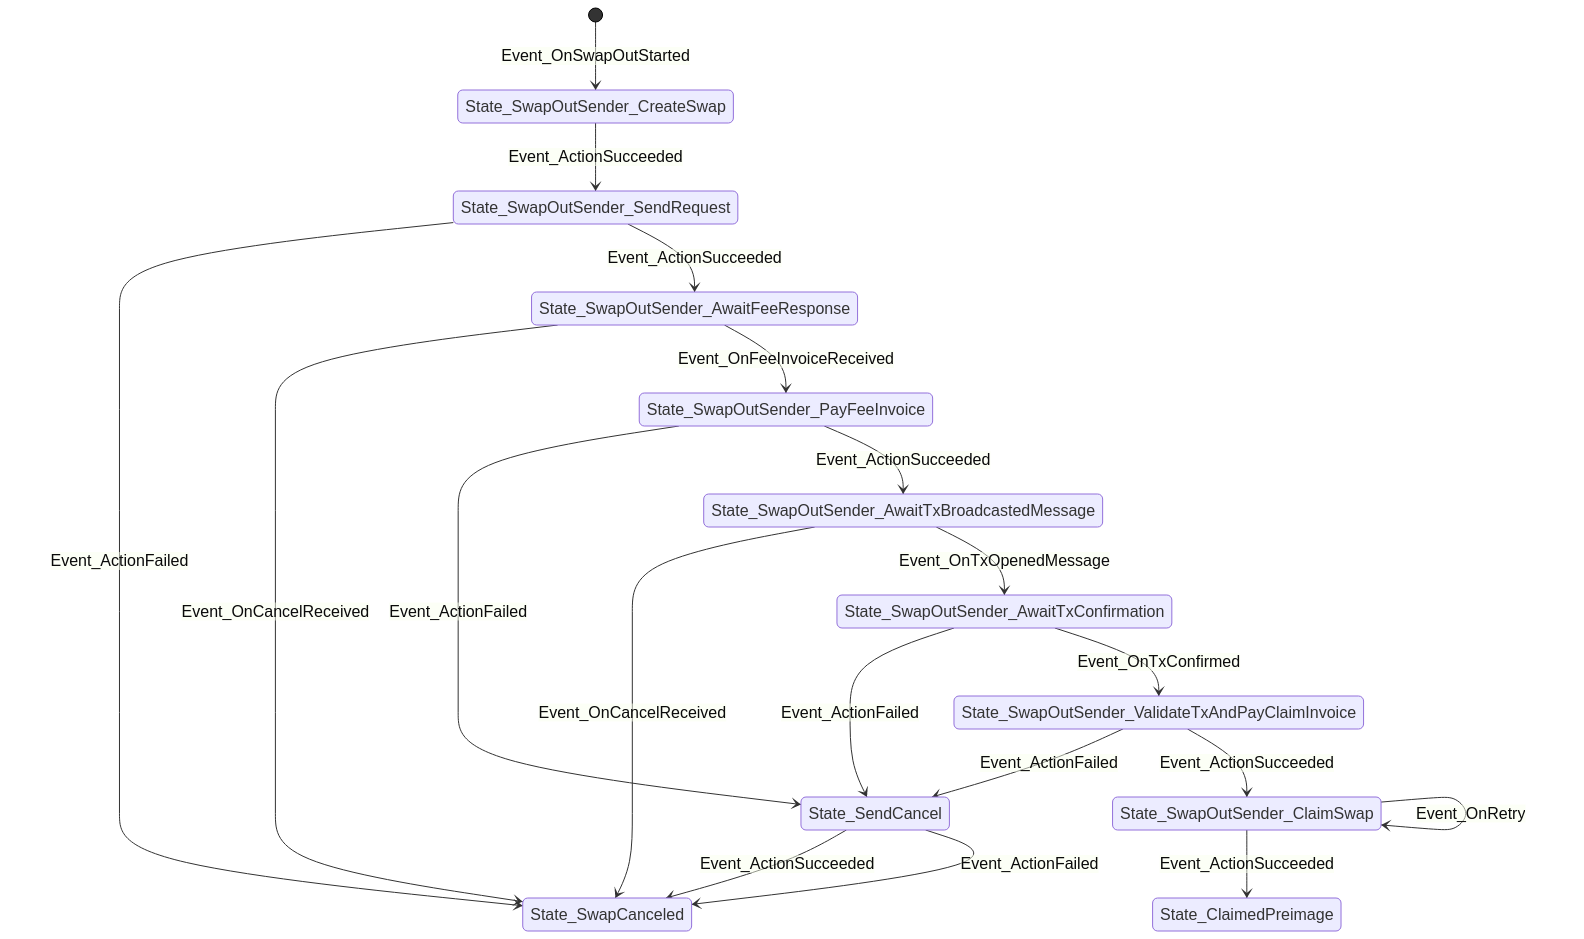 Event_OnSwapOutStarted
State_SwapOutSender_CreateSwap
Event_ActionSucceeded
State_SwapOutSender_SendRequest
Event_ActionSucceeded
State_SwapOutSender_AwaitFeeResponse
Event_OnFeeInvoiceReceived
State_SwapOutSender_PayFeeInvoice
Event_ActionSucceeded
State_SwapOutSender_AwaitTxBroadcastedMessage
Event_ActionFailed
Event_OnTxOpenedMessage
Event_OnCancelReceived
Event_ActionFailed
State_SwapOutSender_AwaitTxConfirmation
Event_OnTxConfirmed
Event_OnCancelReceived
Event_ActionFailed
State_SwapOutSender_ValidateTxAndPayClaimInvoice
Event_ActionFailed
Event_ActionSucceeded
State_SendCancel
State_SwapOutSender_ClaimSwap
Event_OnRetry
Event_ActionSucceeded
Event_ActionFailed
Event_ActionSucceeded
State_SwapCanceled
State_ClaimedPreimage